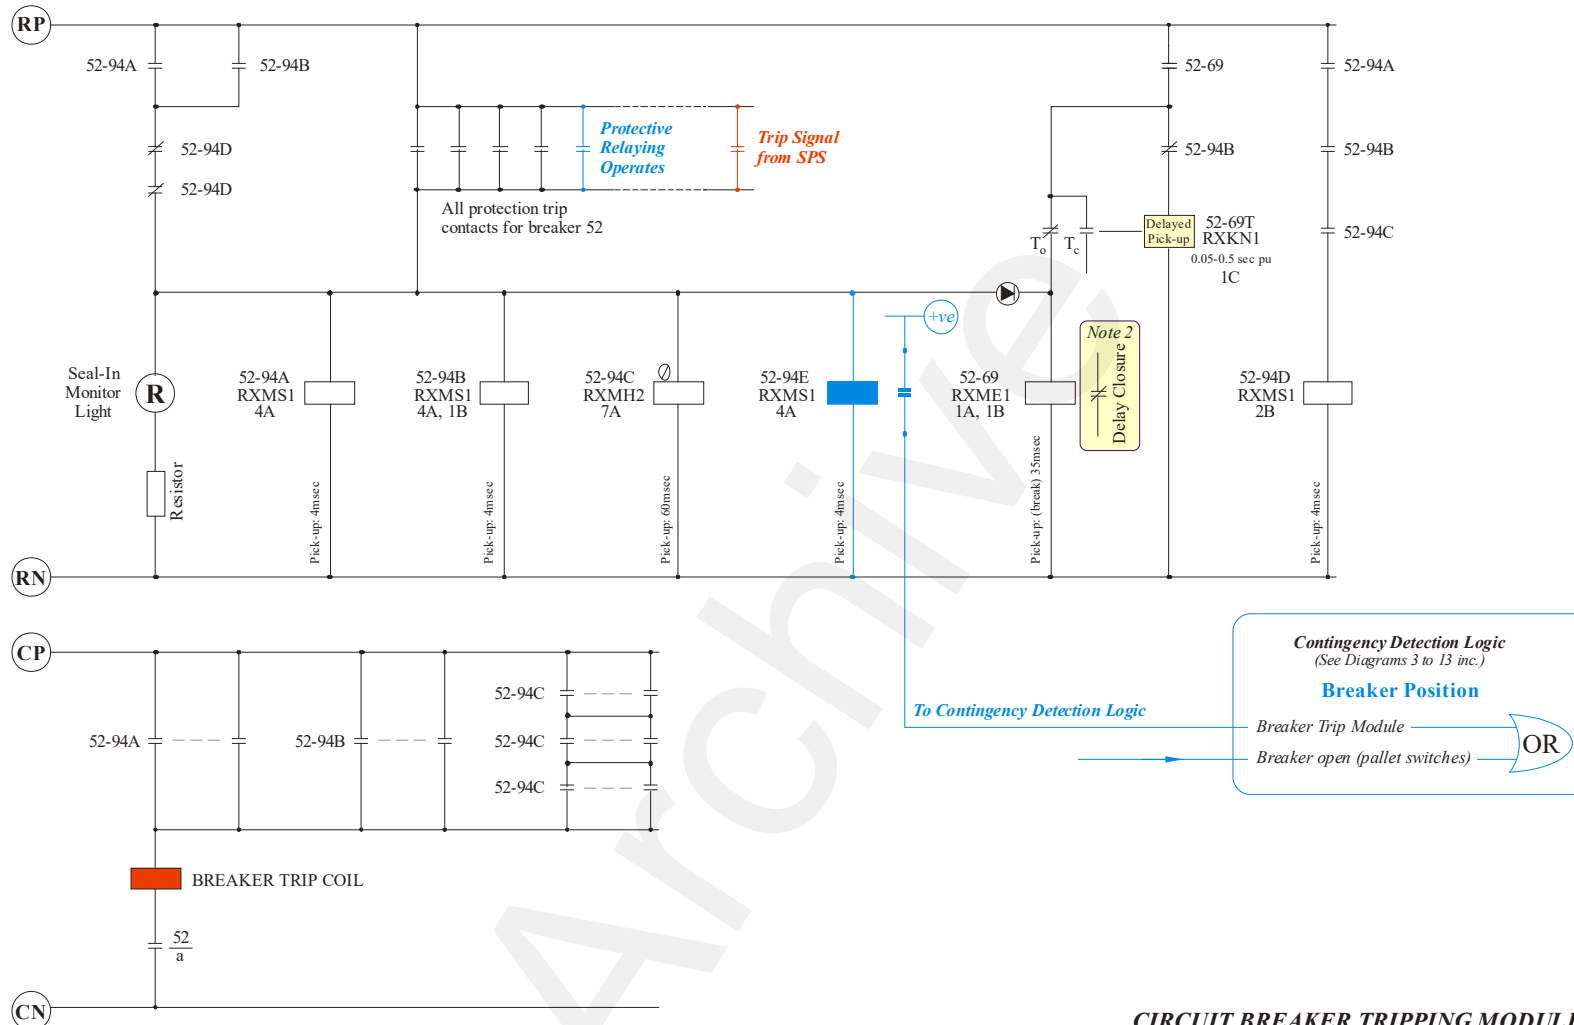 RP
52-94A
52-94B
52-69
52-94A
52-94D
52-94D
Protective
Relaying
Operates
Trip Signal
from SPS
52-94B
52-94B
All protection trip
contacts for breaker 52
To
Tc
Delayed
Pick-up
52-69T
RXKN1
0.05-0.5 sec pu
1C
52-94C
+ve
Note 2
Delay Closure
Seal-In
Monitor
Light
R
Resistor
52-94A
RXMS1
4A
Pick-up: 4msec
52-94B
RXMS1
4A, 1B
Pick-up: 4msec
52-94C
RXMH2
7A
Pick-up: 60msec
52-94E
RXMS1
4A
Pick-up: 4msec
52-69
RXME1
1A, 1B
Pick-up: (break) 35msec
52-94D
RXMS1
2B
Pick-up: 4msec
RN
CP
52-94A
52-94B
52-94C
52-94C
52-94C
To Contingency Detection Logic
Contingency Detection Logic
(See Diagrams 3 to 13 inc.)
Breaker Position
Breaker Trip Module
Breaker open (pallet switches)
OR
BREAKER TRIP COIL
52
a
CN
CIRCUIT BREAKER TRIPPING MODULE
Archive